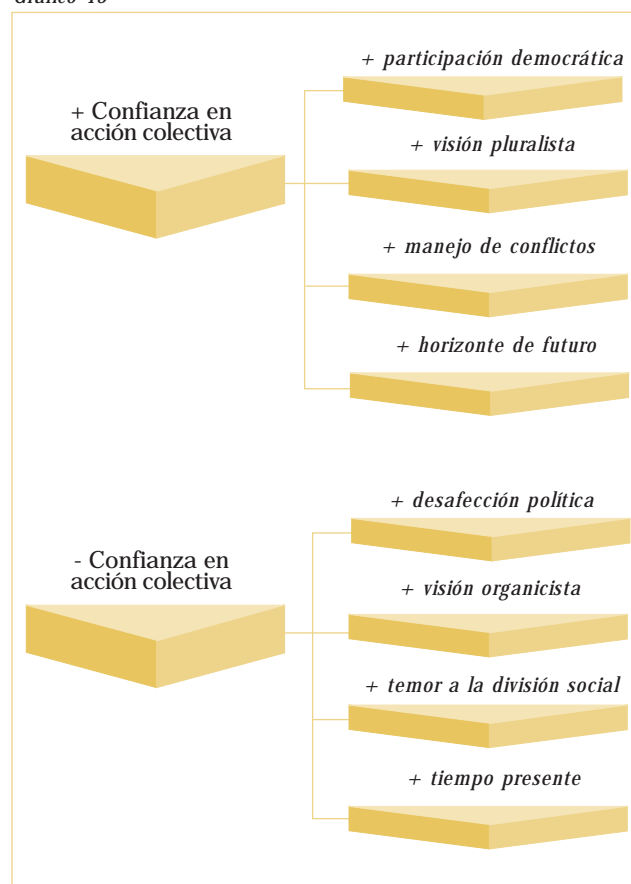 + participación democrática
+ Confianza en
acción colectiva
+ visión pluralista
+ manejo de conflictos
+ horizonte de futuro
+ desafección política
- Confianza en
acción colectiva
+ visión organicista
+ temor a la división social
+ tiempo presente